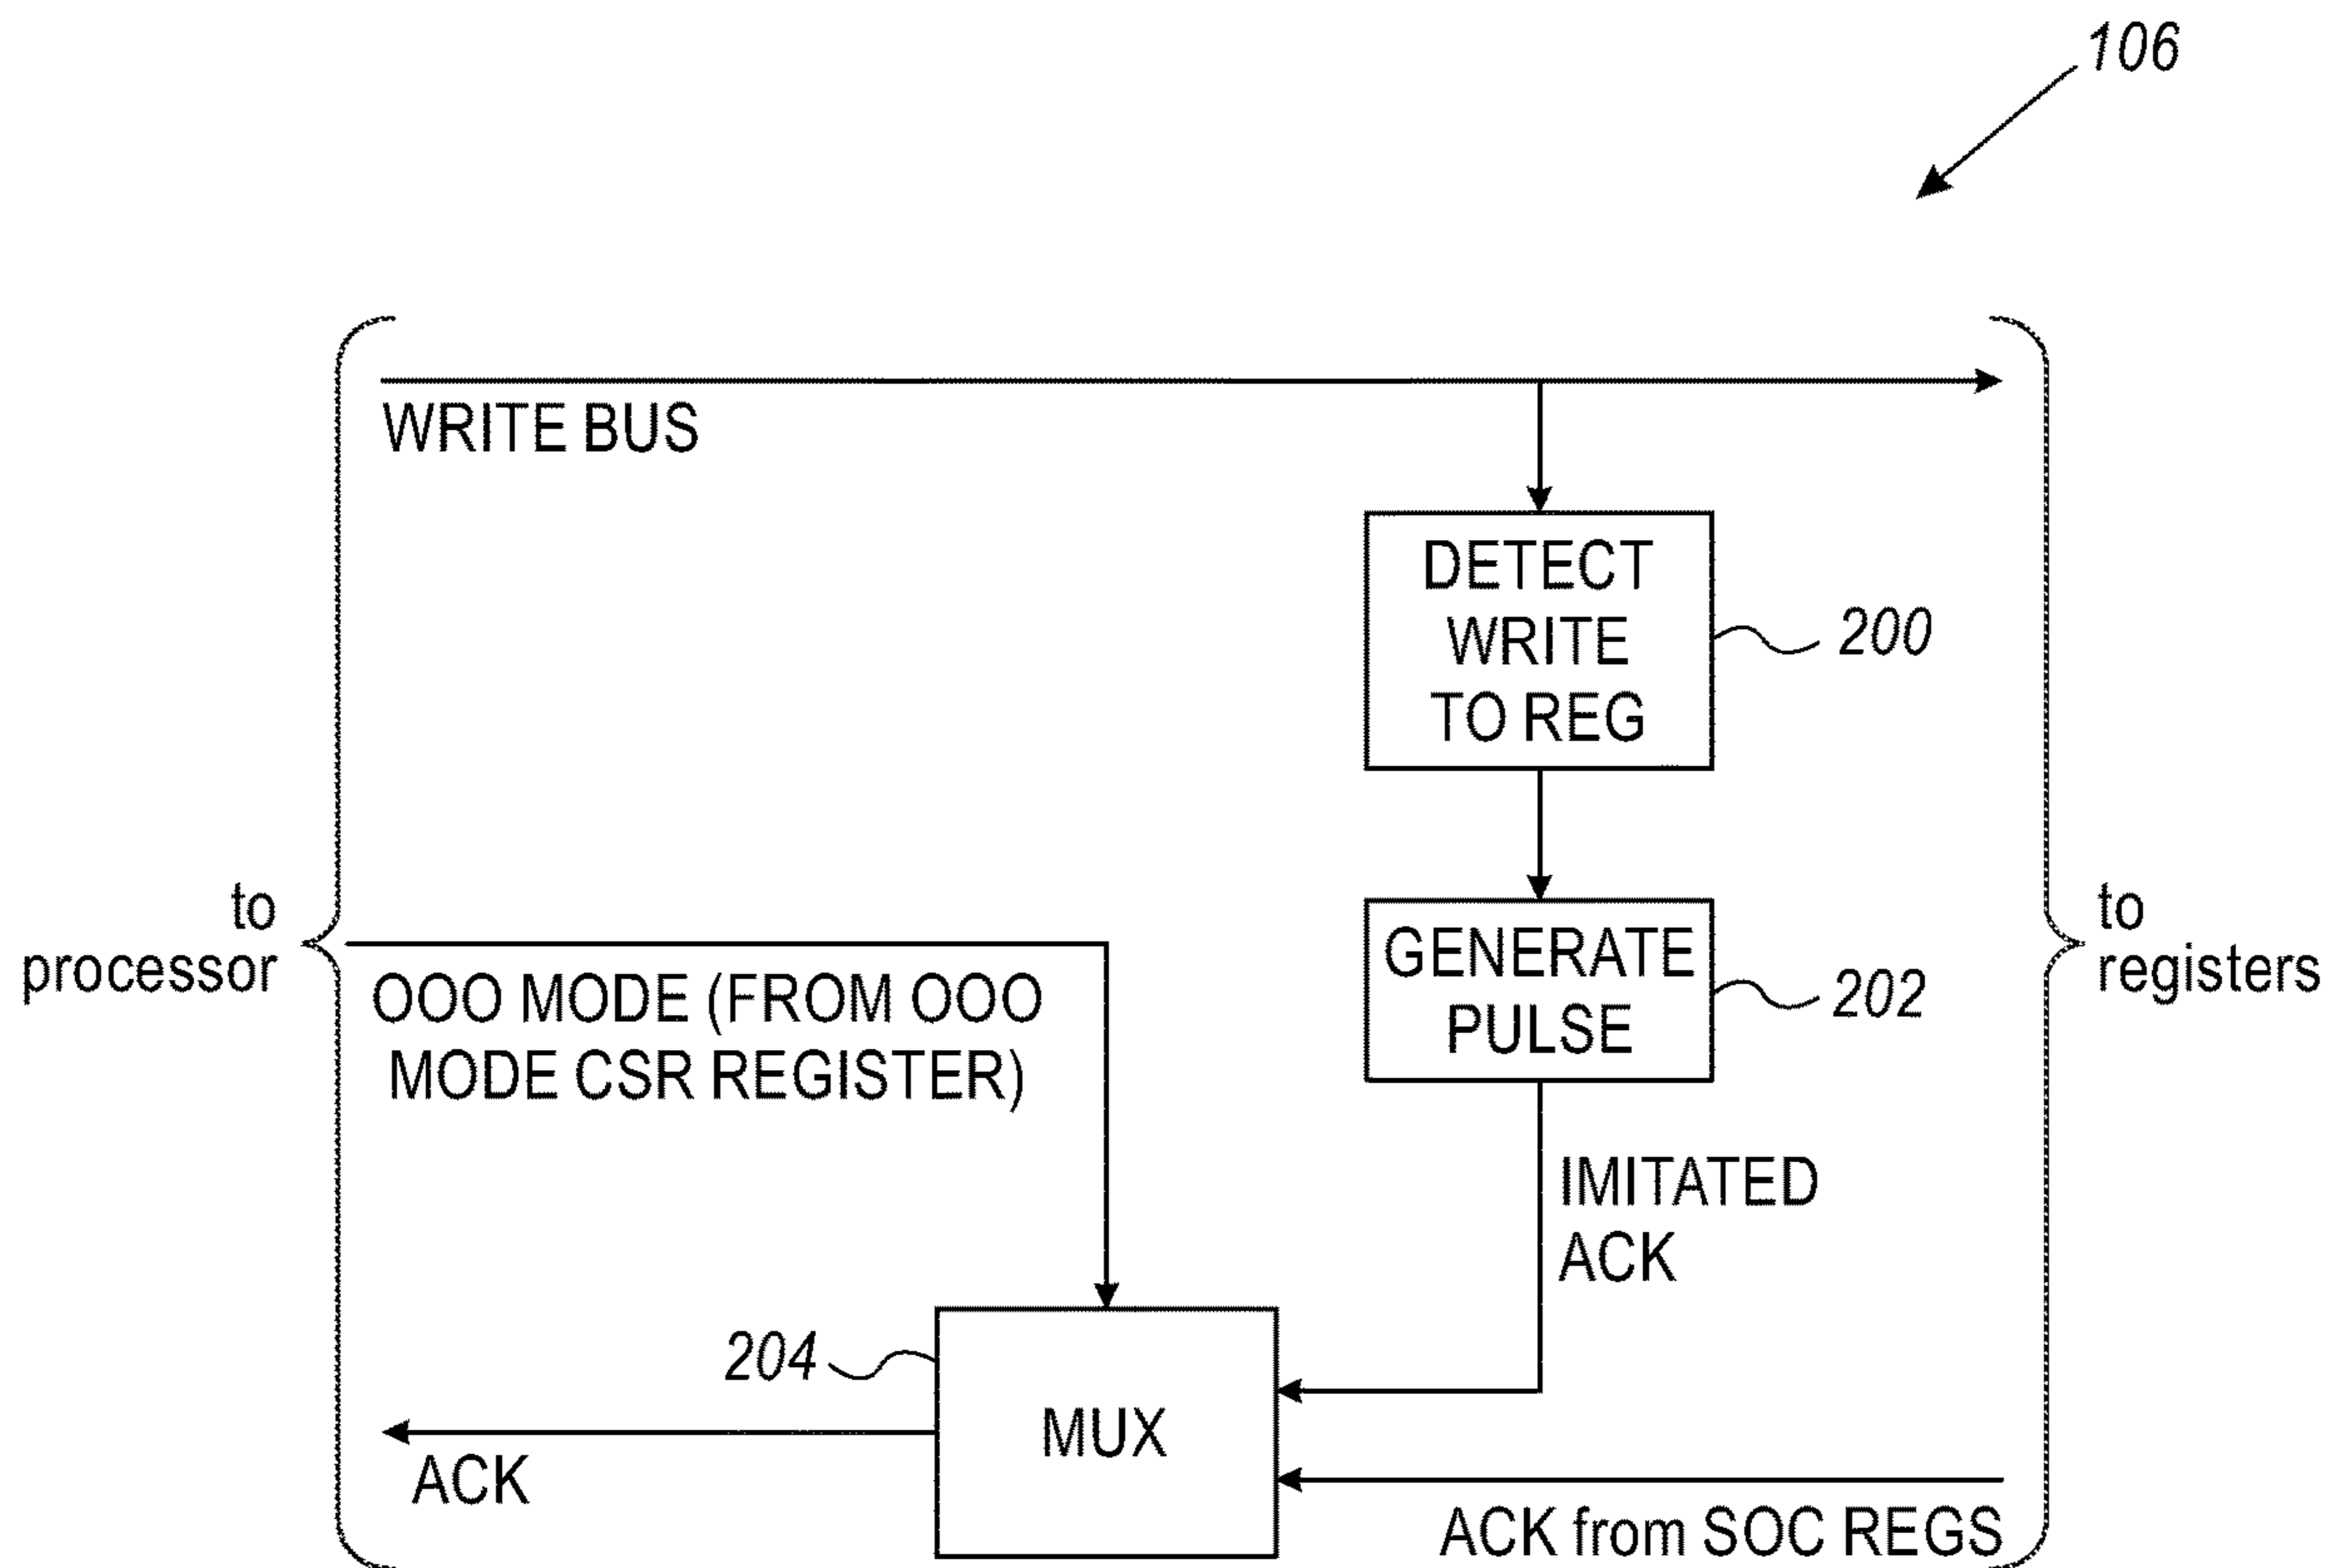 106
WRITE BUS
DETECT
WRITE
TO REG
200
to
processor
OOO MODE (FROM OOO
MODE CSR REGISTER)
GENERATE
PULSE
202
to
registers
IMITATED
ACK
204
MUX
ACK
ACK from SOC REGS